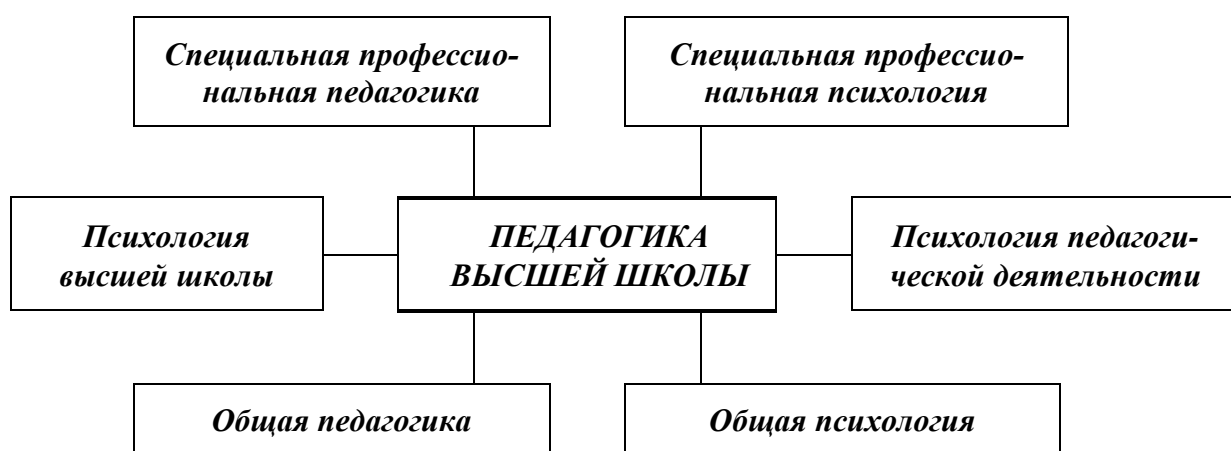 Специальная профессио-
нальная педагогика
Специальная профессио-
нальная психология
Психология
высшей школы
ПЕДАГОГИКА
ВЫСШЕЙ ШКОЛЫ
Психология педагоги-
ческой деятельности
Общая педагогика
Общая психология